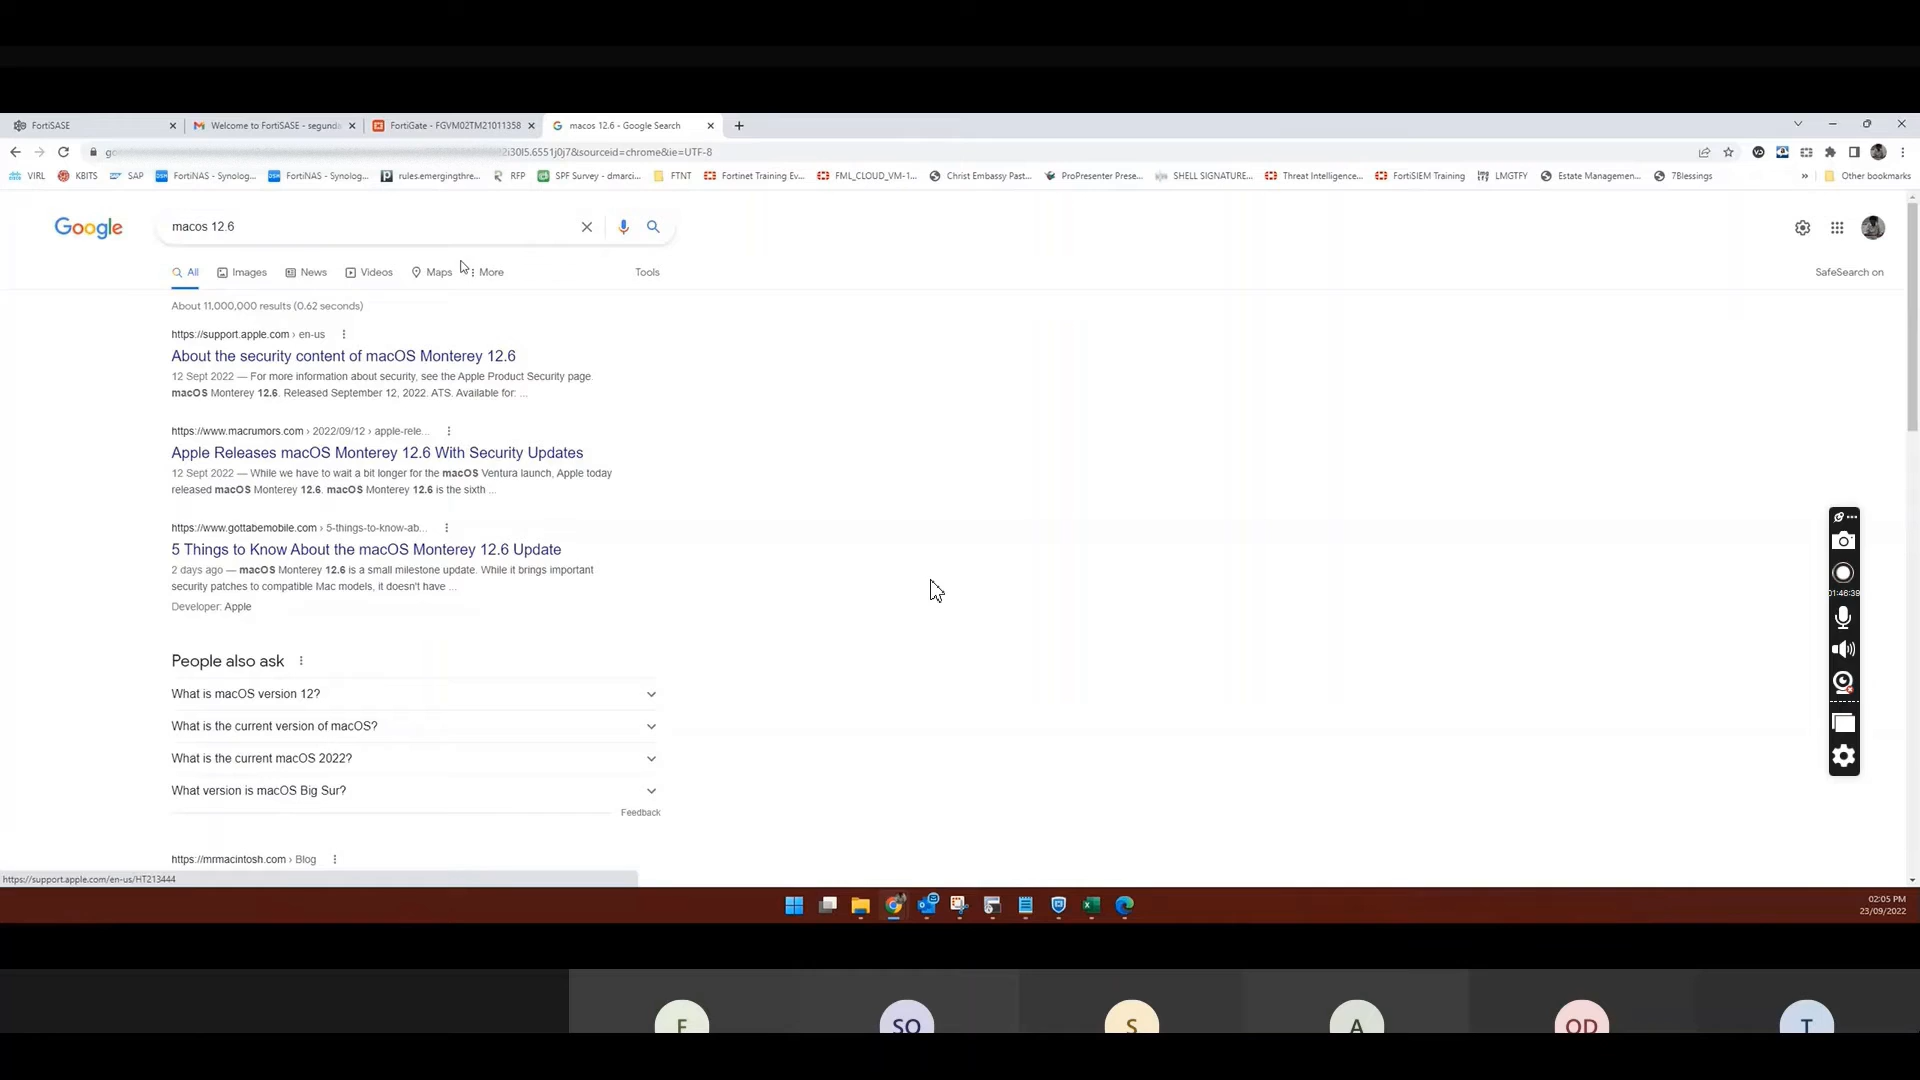 FortiSASE
Welcome to FortiSASE - segunda
FortiGate - FGVM02TM21011358
macos 12.6 - Google Search
2i30l5.6551j0j7&sourceid=chrome&ie=UTF-8
VIRL
KBITS
SAP
FortiNAS - Synolog...
FortiNAS - Synolog...
rules.emergingthre...
RFP
SPF Survey - dmarci...
FTNT
Fortinet Training Ev...
FML_CLOUD_VM-1...
Christ Embassy Past...
ProPresenter Prese...
SHELL SIGNATURE...
Threat Intelligence...
FortiSIEM Training
LMGTFY
Estate Managemen...
7Blessings
Other bookmarks
Google
macos 12.6
All
Images
News
Videos
Maps
More
Tools
SafeSearch on
About 11,000,000 results (0.62 seconds)
https://support.apple.com › en-us
About the security content of macOS Monterey 12.6
12 Sept 2022 — For more information about security, see the Apple Product Security page.
macOS Monterey 12.6. Released September 12, 2022. ATS. Available for: ...
https://www.macrumors.com › 2022/09/12 › apple-rele...
Apple Releases macOS Monterey 12.6 With Security Updates
12 Sept 2022 — While we have to wait a bit longer for the macOS Ventura launch, Apple today
released macOS Monterey 12.6. macOS Monterey 12.6 is the sixth ...
https://www.gottabemobile.com › 5-things-to-know-ab...
5 Things to Know About the macOS Monterey 12.6 Update
2 days ago — macOS Monterey 12.6 is a small milestone update. While it brings important
security patches to compatible Mac models, it doesn't have ...
Developer: Apple
People also ask
What is macOS version 12?
What is the current version of macOS?
What is the current macOS 2022?
What version is macOS Big Sur?
Feedback
https://mrmacintosh.com › Blog
https://support.apple.com/en-us/HT213444
01:46:39
02:05 PM
23/09/2022
SO
S
A
OD
T